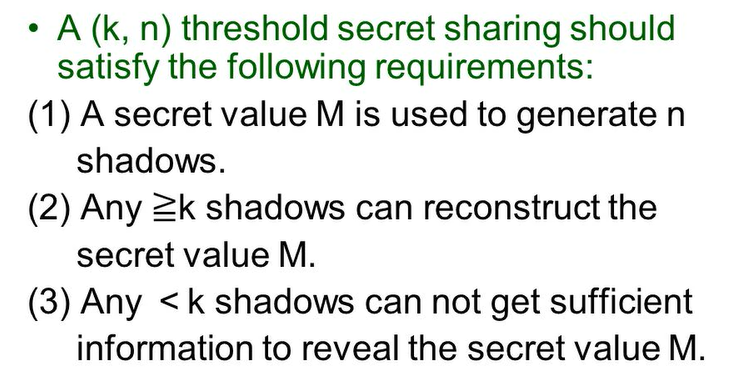 • A (k, n) threshold secret sharing should
satisfy the following requirements:
(1) A secret value M is used to generate n
shadows.
(2) Any ≧k shadows can reconstruct the
secret value M.
(3) Any < k shadows can not get sufficient
information to reveal the secret value M.